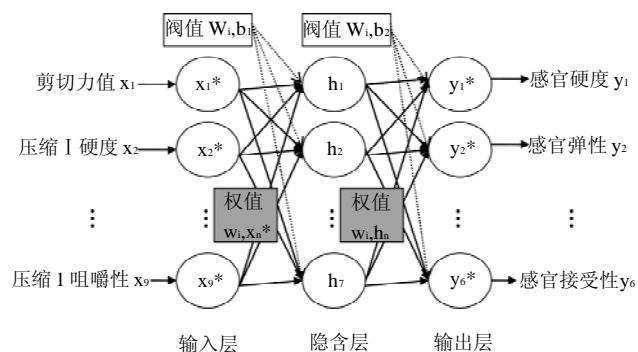 阀值 Wi,b1 阀值 Wi,b2
剪切力值 x1 x1* h1 y1* 感官硬度 y1
压缩Ⅰ硬度 x2 x2* h2 y2* 感官弹性 y2
权值 权值
⋮ ⋮ ⋮ ⋮ ⋮
wi,xn* wi,hn
压缩1咀嚼性 x9 x9* h7 y6* 感官接受性y6
输入层 隐含层 输出层